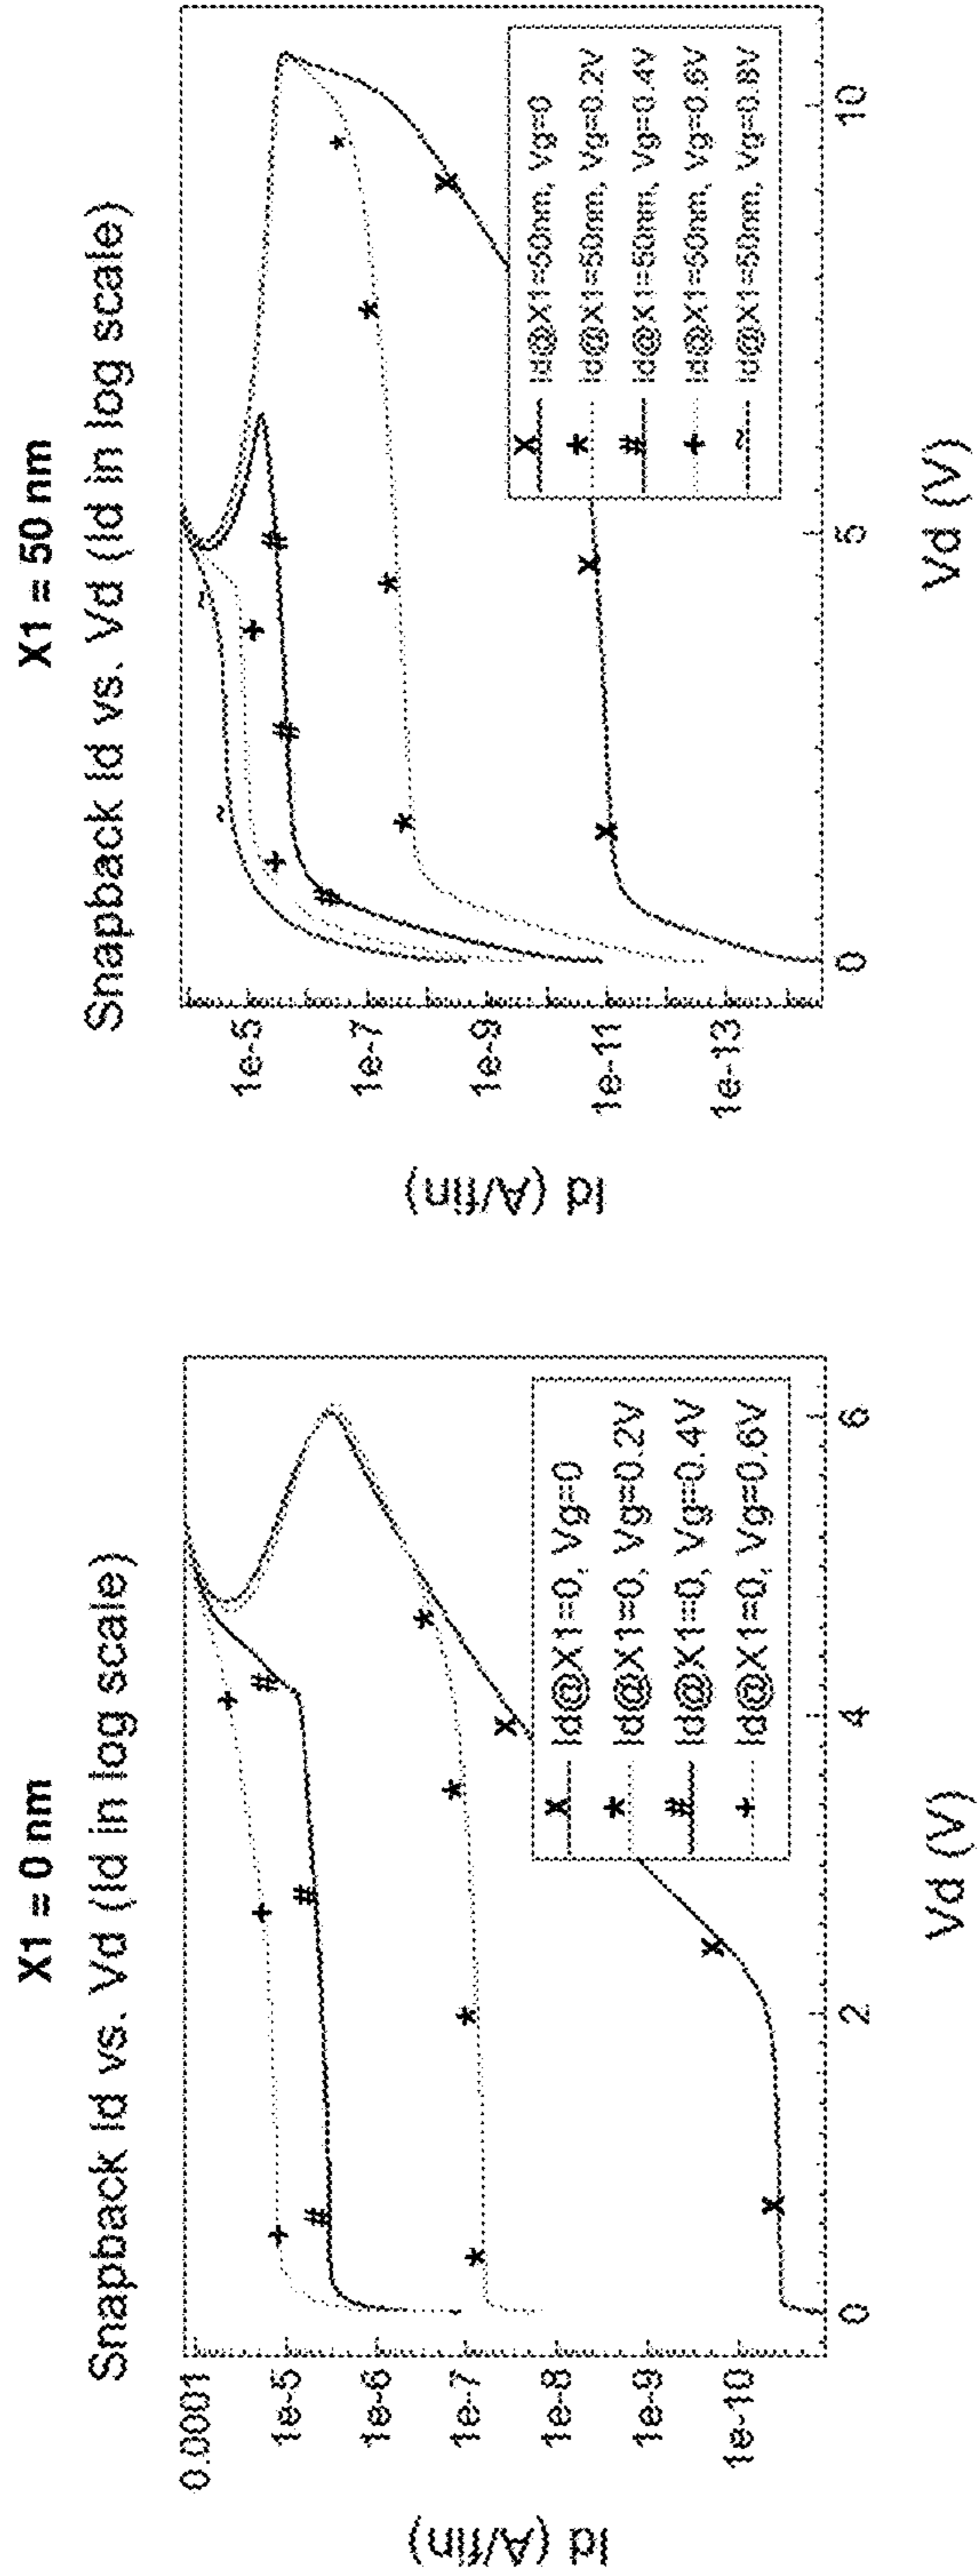 X1 = 0 nm
Snapback Id vs. Vd (Id in log scale)
0.0001
1e-5
1e-6
1e-7
1e-8
1e-9
1e-10
Id (A/fin)
Id@X1=0, Vg=0
Id@X1=0, Vg=0.2V
Id@X1=0, Vg=0.4V
Id@X1=0, Vg=0.6V
0
2
4
6
Vd (V)
X1 = 50 nm
Snapback Id vs. Vd (Id in log scale)
1e-5
1e-7
1e-9
1e-11
1e-13
Id (A/fin)
Id@X1=50nm, Vg=0
Id@X1=50nm, Vg=0.2V
Id@X1=50nm, Vg=0.4V
Id@X1=50nm, Vg=0.6V
Id@X1=50nm, Vg=0.8V
0
5
10
Vd (V)